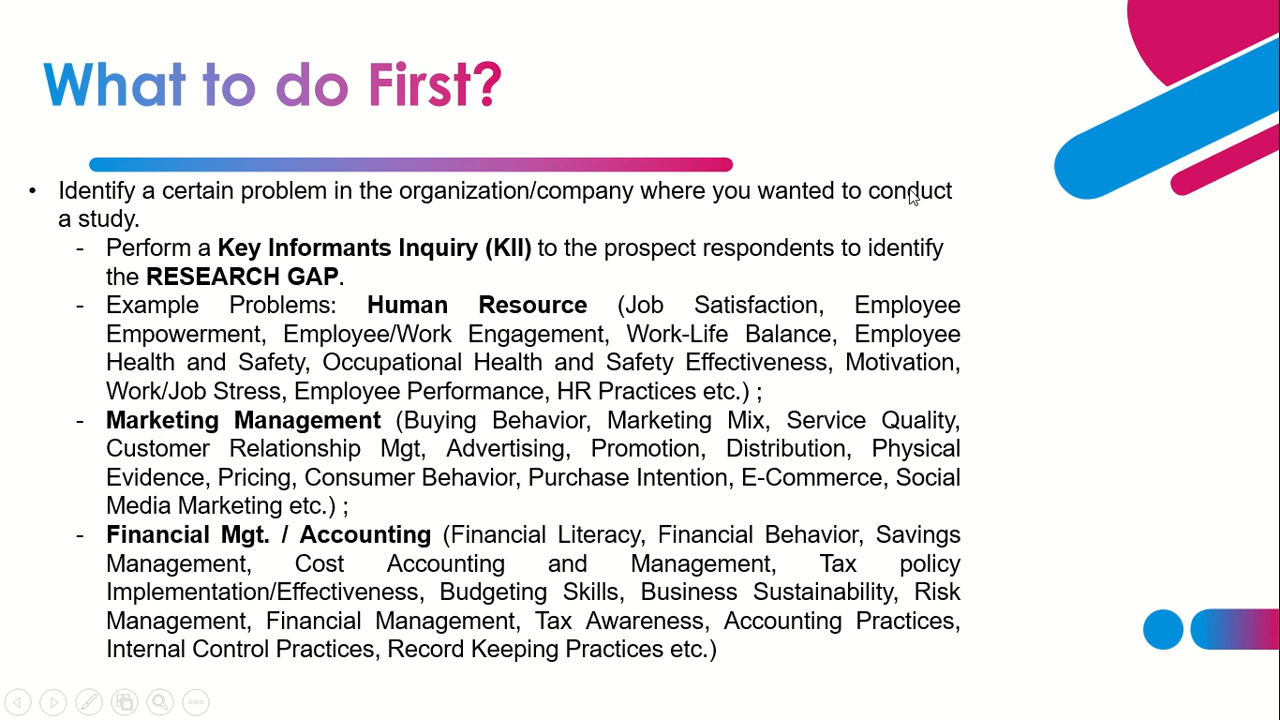 What to do First?
• Identify a certain problem in the organization/company where you wanted to conduct
a study.
- Perform a Key Informants Inquiry (KII) to the prospect respondents to identify
the RESEARCH GAP.
- Example Problems: Human Resource (Job Satisfaction, Employee
Empowerment, Employee/Work Engagement, Work-Life Balance, Employee
Health and Safety, Occupational Health and Safety Effectiveness, Motivation,
Work/Job Stress, Employee Performance, HR Practices etc.) ;
- Marketing Management (Buying Behavior, Marketing Mix, Service Quality,
Customer Relationship Mgt, Advertising, Promotion, Distribution, Physical
Evidence, Pricing, Consumer Behavior, Purchase Intention, E-Commerce, Social
Media Marketing etc.) ;
- Financial Mgt. / Accounting (Financial Literacy, Financial Behavior, Savings
Management, Cost Accounting and Management, Tax policy
Implementation/Effectiveness, Budgeting Skills, Business Sustainability, Risk
Management, Financial Management, Tax Awareness, Accounting Practices,
Internal Control Practices, Record Keeping Practices etc.)